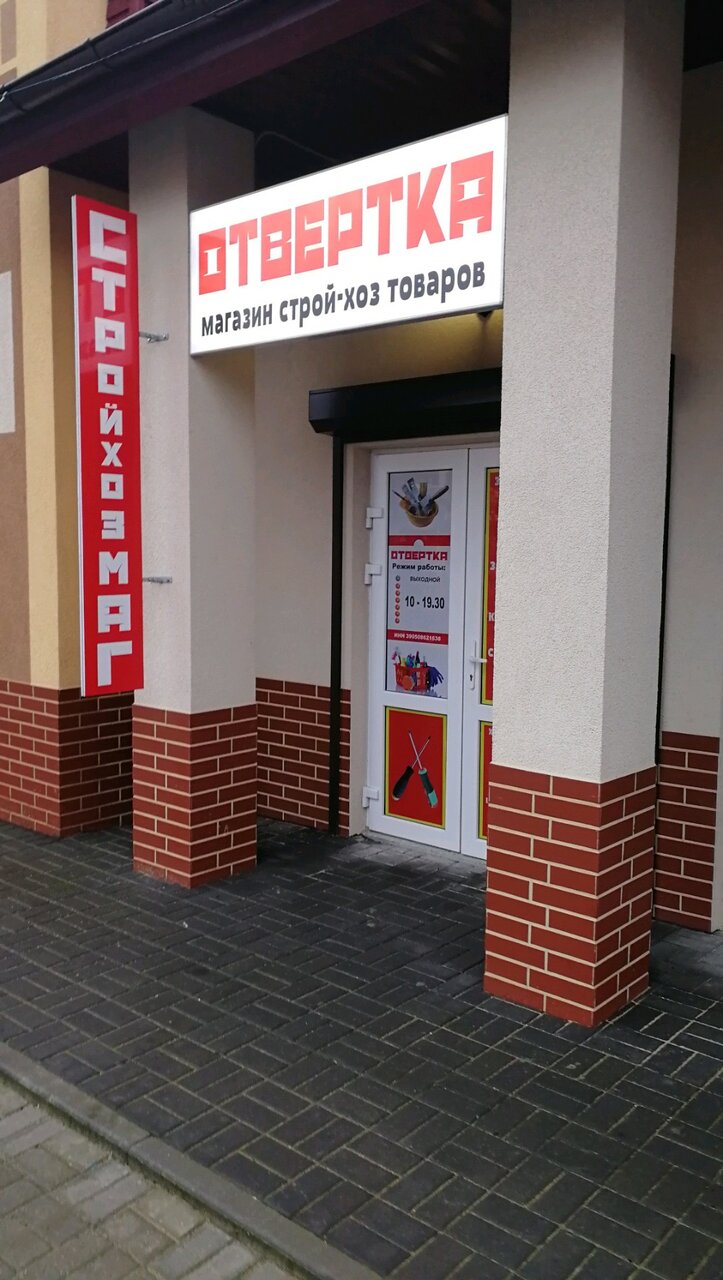 СТРОЙХОЗМАГ
ОТВЕРТКА
магазин строй-хоз товаров
ОТВЕРТКА
Режим работы:
ВЫХОДНОЙ
10 - 19.30